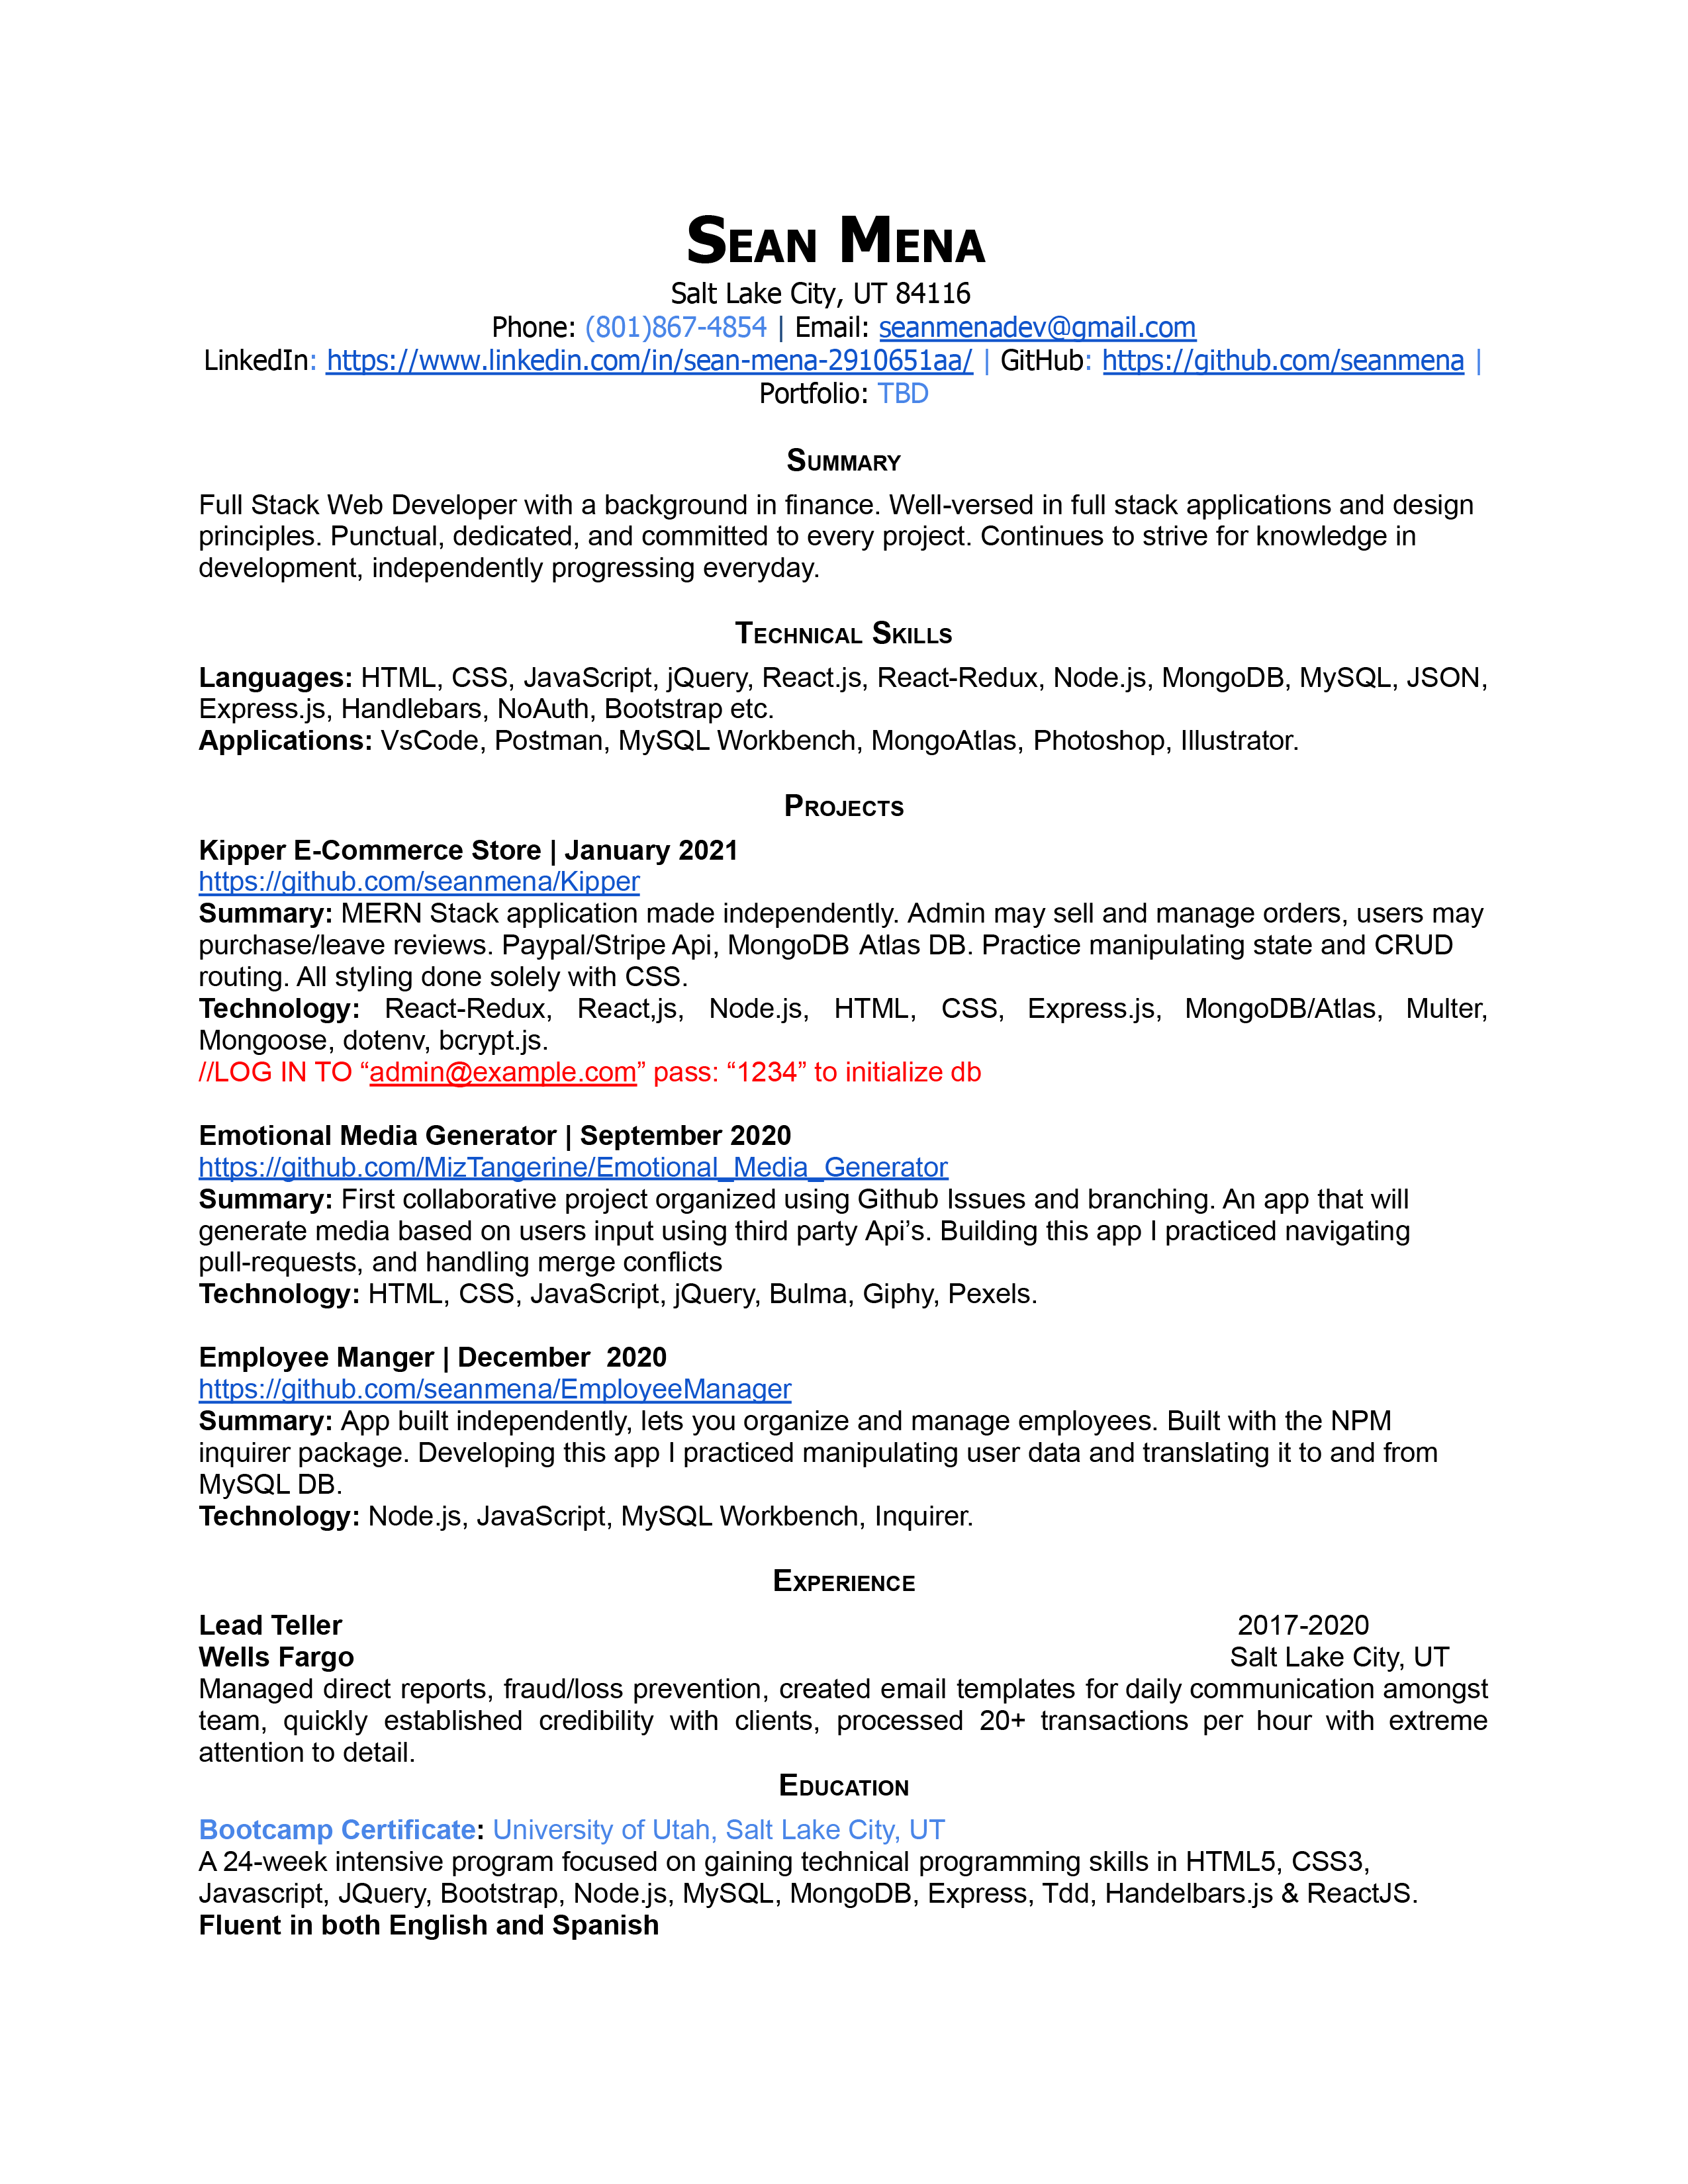 Sean Mena
Salt Lake City, UT 84116
Phone: (801)867-4854 | Email: seanmenadev@gmail.com
LinkedIn: https://www.linkedin.com/in/sean-mena-2910651aa/ | GitHub: https://github.com/seanmena |
Portfolio: TBD
Summary
Full Stack Web Developer with a background in finance. Well-versed in full stack applications and design
principles. Punctual, dedicated, and committed to every project. Continues to strive for knowledge in
development, independently progressing everyday.
Technical Skills
Languages: HTML, CSS, JavaScript, jQuery, React.js, React-Redux, Node.js, MongoDB, MySQL, JSON,
Express.js, Handlebars, NoAuth, Bootstrap etc.
Applications: VsCode, Postman, MySQL Workbench, MongoAtlas, Photoshop, Illustrator.
Projects
Kipper E-Commerce Store | January 2021
https://github.com/seanmena/Kipper
Summary: MERN Stack application made independently. Admin may sell and manage orders, users may
purchase/leave reviews. Paypal/Stripe Api, MongoDB Atlas DB. Practice manipulating state and CRUD
routing. All styling done solely with CSS.
Technology: React-Redux, React,js, Node.js, HTML, CSS, Express.js, MongoDB/Atlas, Multer,
Mongoose, dotenv, bcrypt.js.
//LOG IN TO “admin@example.com” pass: “1234” to initialize db
Emotional Media Generator | September 2020
https://github.com/MizTangerine/Emotional_Media_Generator
Summary: First collaborative project organized using Github Issues and branching. An app that will
generate media based on users input using third party Api’s. Building this app I practiced navigating
pull-requests, and handling merge conflicts
Technology: HTML, CSS, JavaScript, jQuery, Bulma, Giphy, Pexels.
Employee Manger | December  2020
https://github.com/seanmena/EmployeeManager
Summary: App built independently, lets you organize and manage employees. Built with the NPM
inquirer package. Developing this app I practiced manipulating user data and translating it to and from
MySQL DB.
Technology: Node.js, JavaScript, MySQL Workbench, Inquirer.
Experience
Lead Teller 2017-2020
Wells Fargo Salt Lake City, UT
Managed direct reports, fraud/loss prevention, created email templates for daily communication amongst
team, quickly established credibility with clients, processed 20+ transactions per hour with extreme
attention to detail.
Education
Bootcamp Certificate: University of Utah, Salt Lake City, UT
A 24-week intensive program focused on gaining technical programming skills in HTML5, CSS3,
Javascript, JQuery, Bootstrap, Node.js, MySQL, MongoDB, Express, Tdd, Handelbars.js & ReactJS.
Fluent in both English and Spanish